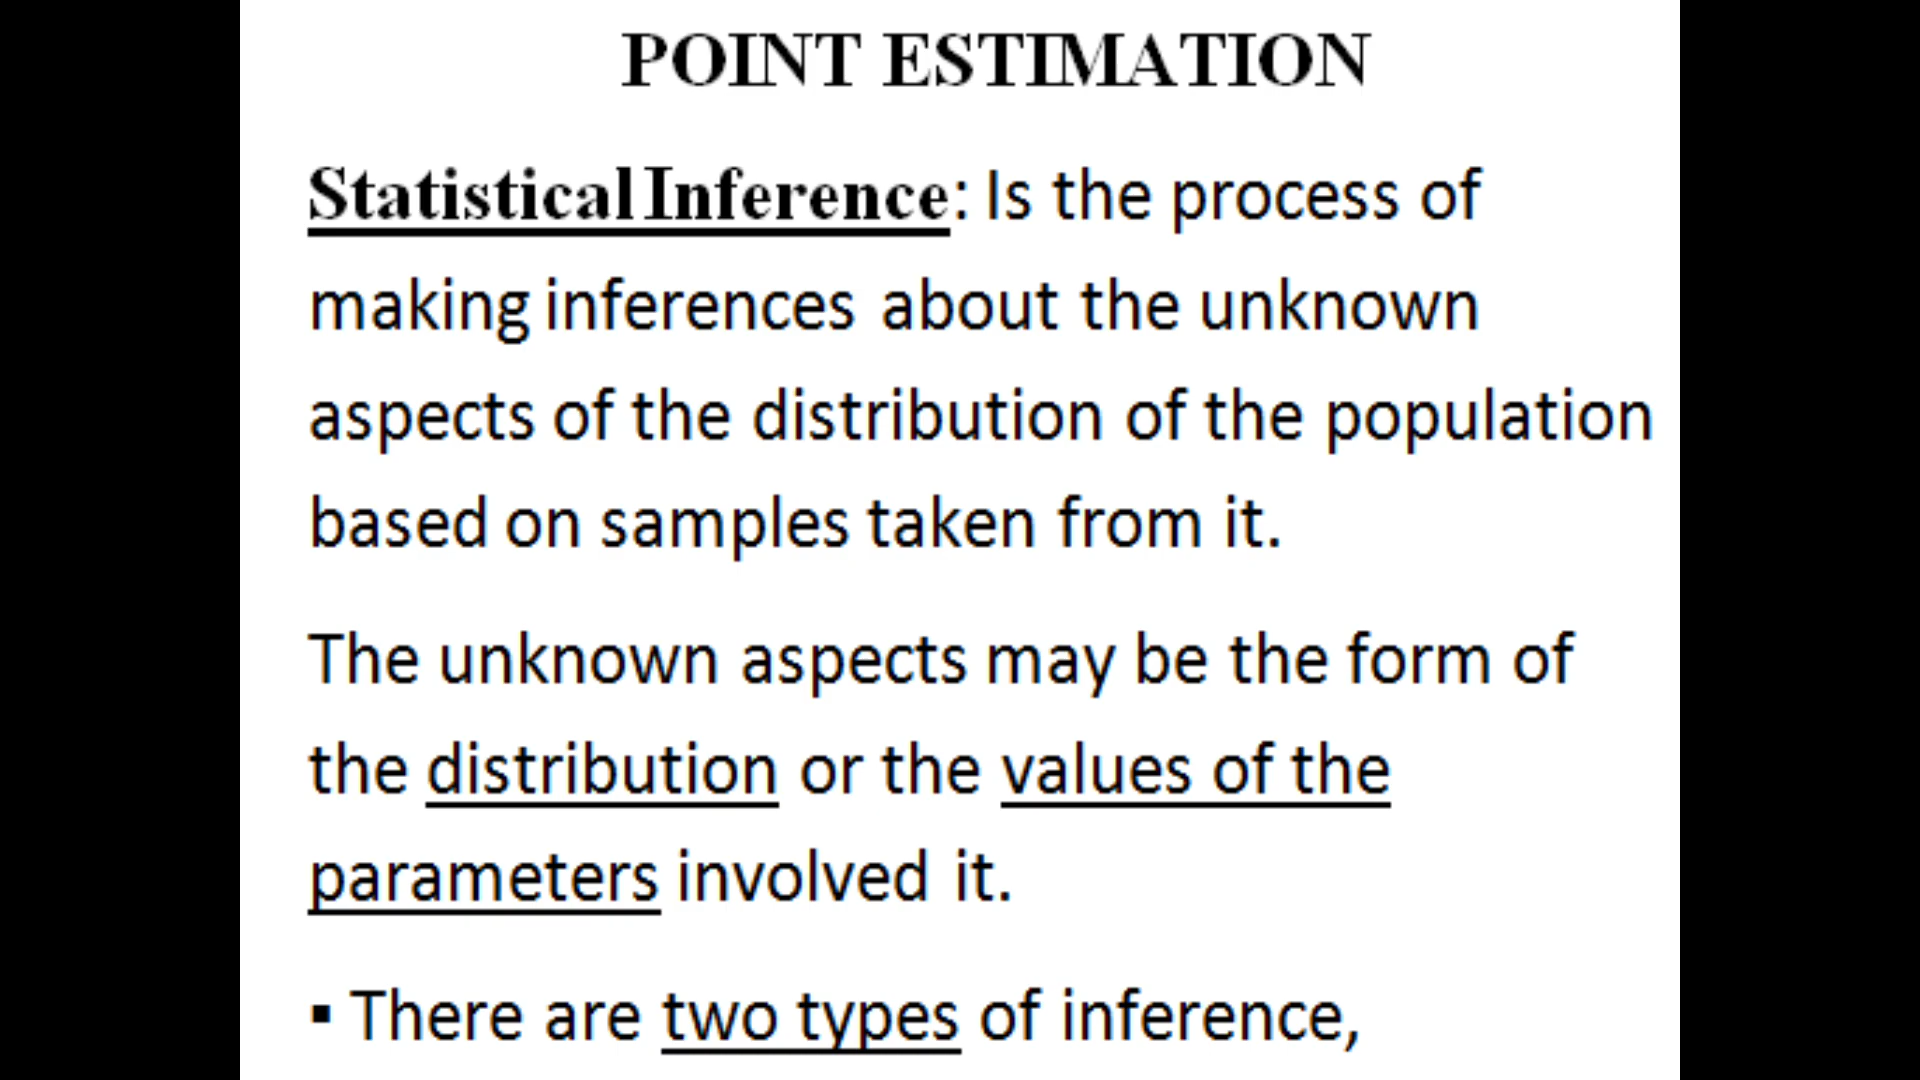 POINT ESTIMATION
Statistical Inference: Is the process of
making inferences about the unknown
aspects of the distribution of the population
based on samples taken from it.
The unknown aspects may be the form of
the distribution or the values of the
parameters involved it.
▪ There are two types of inference,